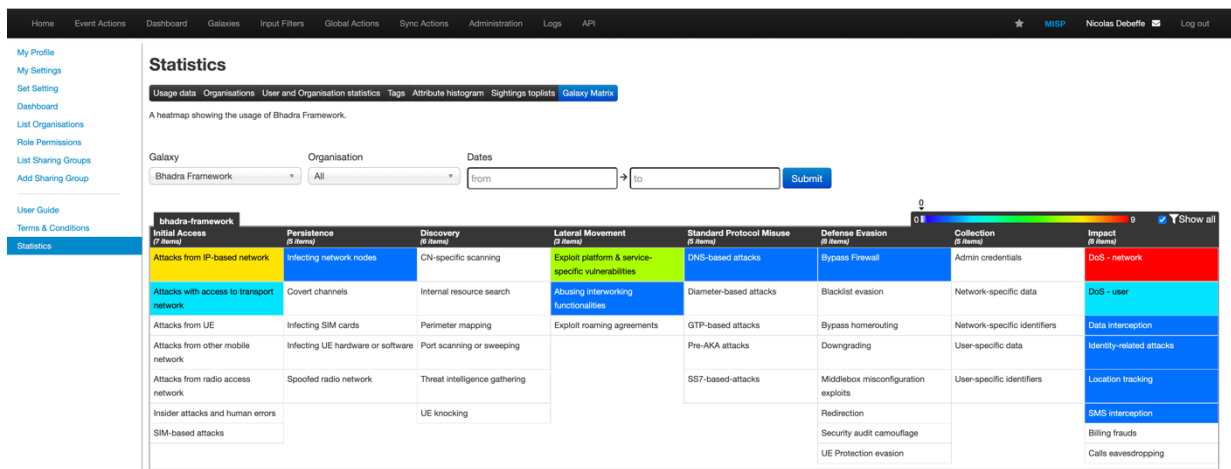 Home Event Actions Dashboard Galaxies Input Filters Global Actions Sync Actions Administration Logs API MISP Nicolas Debeffe Log out
My Profile
My Settings
Set Setting
Dashboard
List Organisations
Role Permissions
List Sharing Groups
Add Sharing Group
User Guide
Terms & Conditions
Statistics
Statistics
Usage data Organisations User and Organisation statistics Tags Attribute histogram Sightings toplists Galaxy Matrix
A heatmap showing the usage of Bhadra Framework.
Galaxy Organisation Dates
Bhadra Framework All from → to Submit
0
bhadra-framework 0 9 Show all
Initial Access Persistence Discovery Lateral Movement Standard Protocol Misuse Defense Evasion Collection Impact
(7 items) (5 items) (6 items) (3 items) (5 items) (8 items) (5 items) (8 items)
Attacks from IP-based network Infecting network nodes CN-specific scanning Exploit platform & service- DNS-based attacks Bypass Firewall Admin credentials DoS - network
specific vulnerabilities
Attacks with access to transport Covert channels Internal resource search Abusing interworking Diameter-based attacks Blacklist evasion Network-specific data DoS - user
network functionalities
Attacks from UE Infecting SIM cards Perimeter mapping Exploit roaming agreements GTP-based attacks Bypass homerouting Network-specific identifiers Data interception
Attacks from other mobile Infecting UE hardware or software Port scanning or sweeping Pre-AKA attacks Downgrading User-specific data Identity-related attacks
network
Attacks from radio access Spoofed radio network Threat intelligence gathering SS7-based-attacks Middlebox misconfiguration User-specific identifiers Location tracking
network exploits
Insider attacks and human errors UE knocking Redirection SMS interception
SIM-based attacks Security audit camouflage Billing frauds
UE Protection evasion Calls eavesdropping